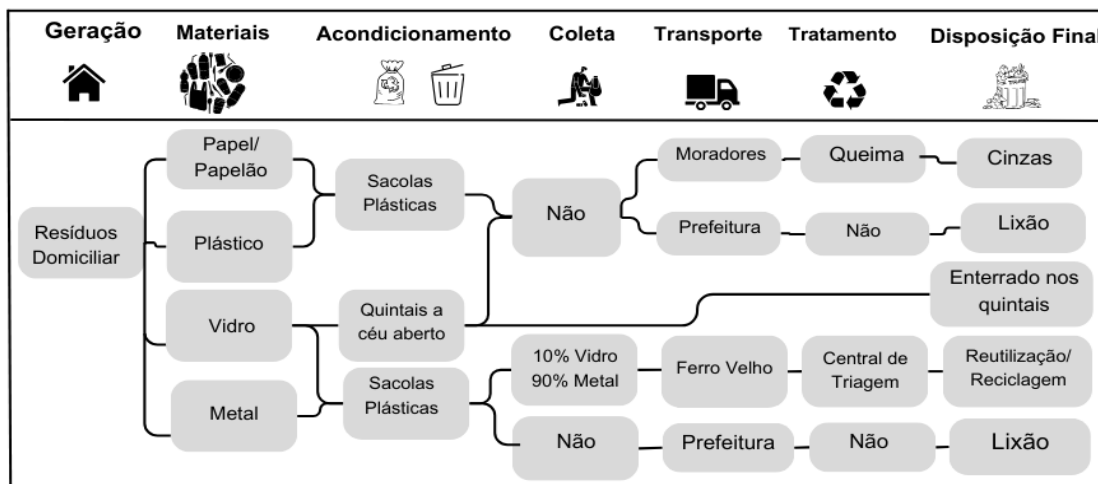 Geração Materiais Acondicionamento Coleta Transporte Tratamento Disposição Final
Resíduos
Domiciliar
Papel/
Papelão
Plástico
Vidro
Metal
Sacolas
Plásticas
Quintais a
céu aberto
Sacolas
Plásticas
Não
10% Vidro
90% Metal
Não
Moradores
Prefeitura
Ferro Velho
Prefeitura
Queima
Não
Central de
Triagem
Não
Cinzas
Lixão
Enterrado nos
quintais
Reutilização/
Reciclagem
Lixão